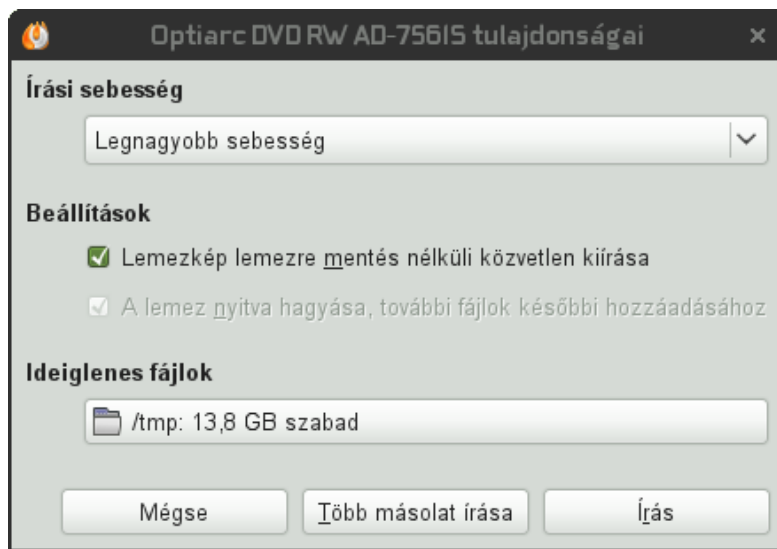 Optiarc DVD RW AD-7561S tulajdonságai
Írási sebesség
Legnagyobb sebesség
Beállítások
Lemezkép lemezre mentés nélküli közvetlen kiírása
A lemez nyitva hagyása, további fájlok későbbi hozzáadásához
Ideiglenes fájlok
/tmp: 13,8 GB szabad
Mégse
Több másolat írása
Írás